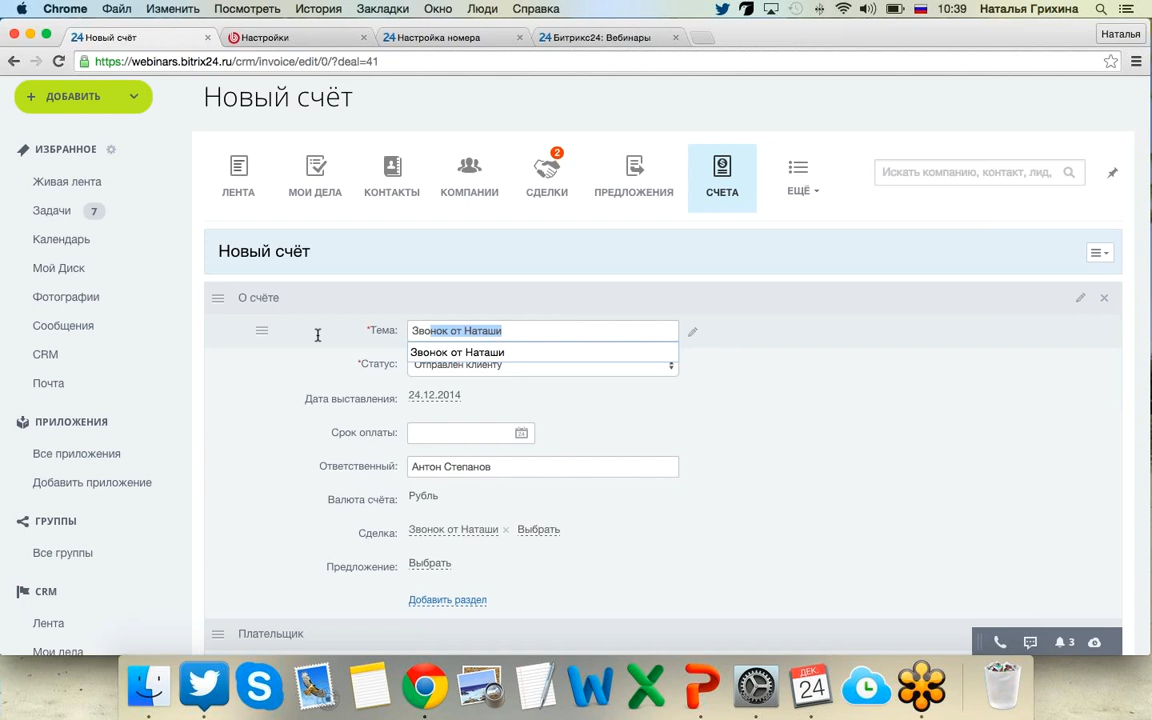 Chrome Файл Изменить Посмотреть История Закладки Окно Люди Справка 10:39 Наталья Грихина
24 Новый счёт Настройки 24 Настройка номера 24 Битрикс24: Вебинары Наталья
https://webinars.bitrix24.ru/crm/invoice/edit/0/?deal=41
+ ДОБАВИТЬ
Новый счёт
ИЗБРАННОЕ
Живая лента
Задачи 7
Календарь
Мой Диск
Фотографии
Сообщения
CRM
Почта
ПРИЛОЖЕНИЯ
Все приложения
Добавить приложение
ГРУППЫ
Все группы
CRM
Лента
Мои дела
ЛЕНТА
МОИ ДЕЛА
КОНТАКТЫ
КОМПАНИИ
2
СДЕЛКИ
ПРЕДЛОЖЕНИЯ
СЧЕТА
ЕЩЁ
Искать компанию, контакт, лид,
Новый счёт
О счёте
*Тема: Звонок от Наташи
Звонок от Наташи
*Статус: Отправлен клиенту
Дата выставления: 24.12.2014
Срок оплаты: 24
Ответственный: Антон Степанов
Валюта счёта: Рубль
Сделка: Звонок от Наташи × Выбрать
Предложение: Выбрать
Добавить раздел
Плательщик
3
ДЕК
24